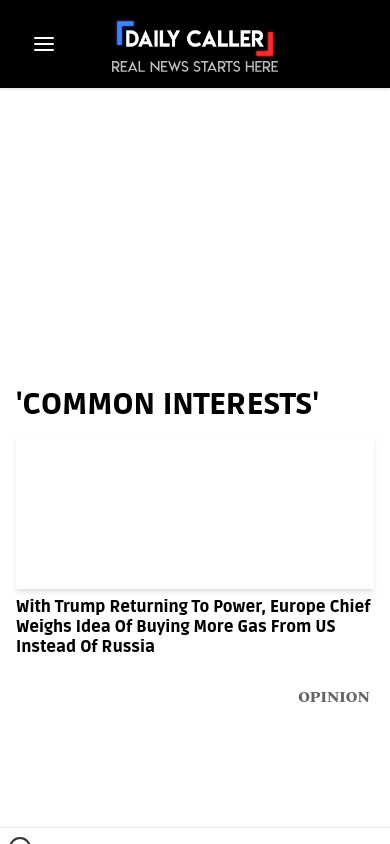 DAILY CALLER
REAL NEWS STARTS HERE
'COMMON INTERESTS'
With Trump Returning To Power, Europe Chief
Weighs Idea Of Buying More Gas From US
Instead Of Russia
OPINION